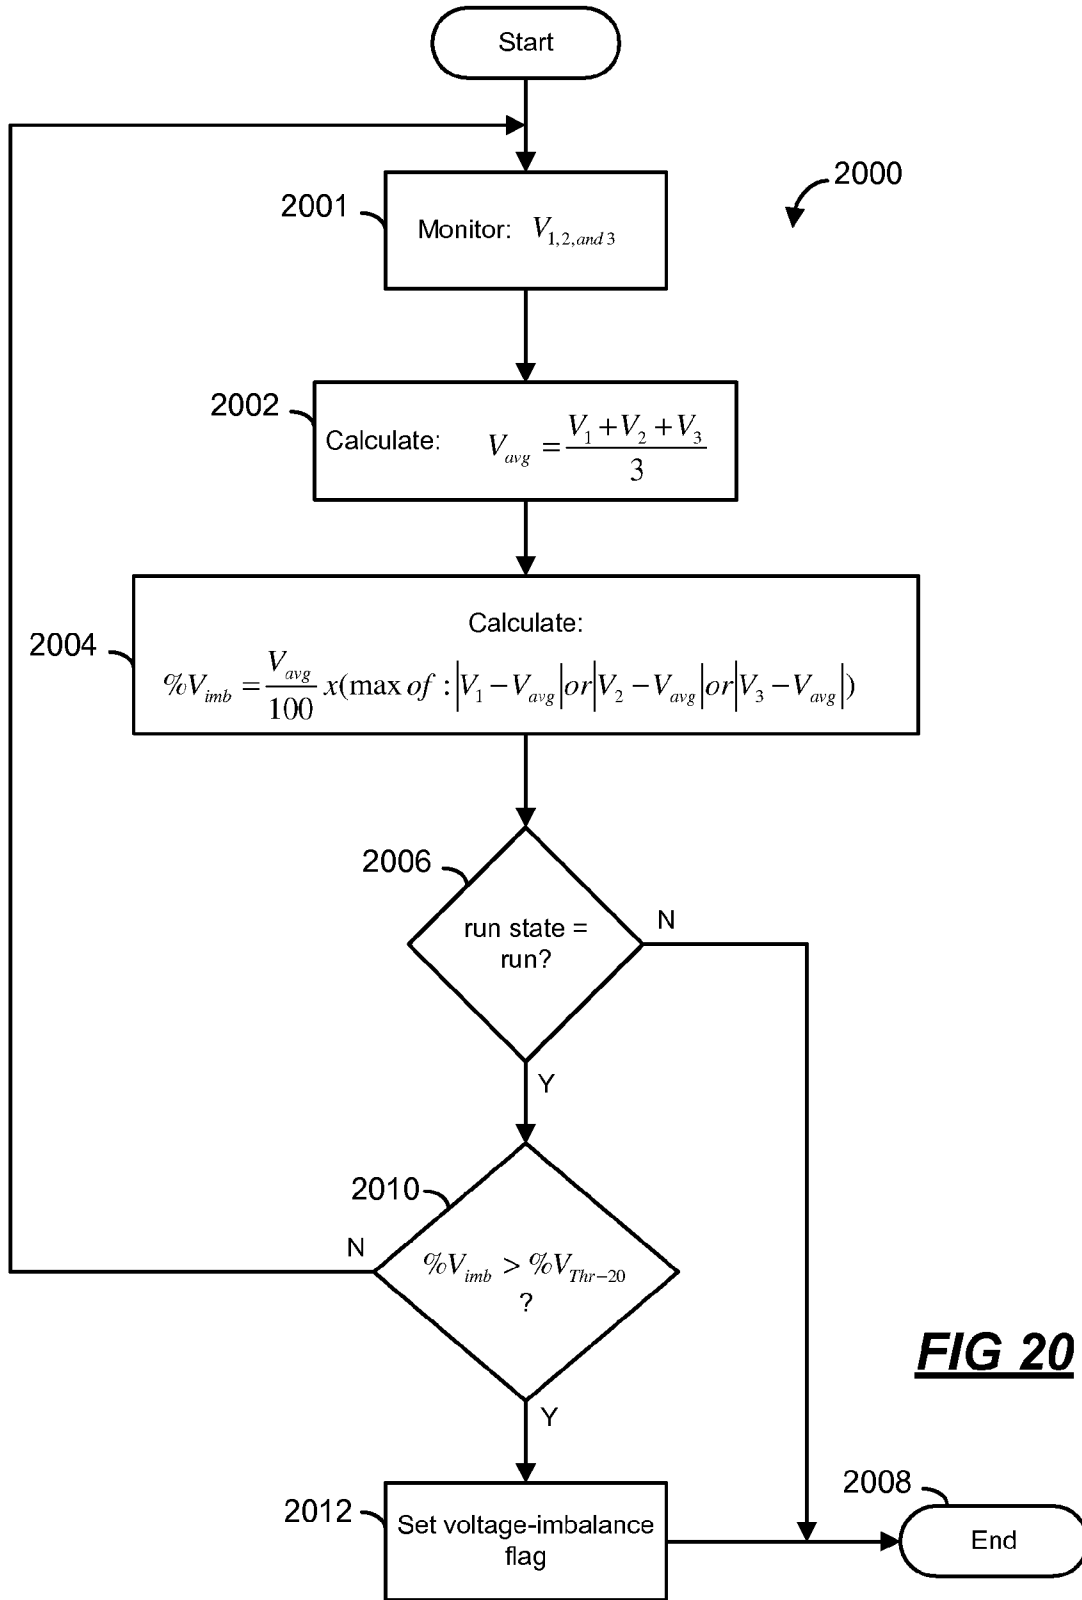 Start
2000
2001
Monitor: V1,2,and 3
2002
Calculate: Vavg = V1 + V2 + V3 / 3
2004
Calculate:
%Vimb = Vavg / 100 x(max of : |V1 − Vavg| or |V2 − Vavg| or |V3 − Vavg|)
2006
run state =
run?
N
Y
2010
N
%Vimb > %VThr−20
?
Y
FIG 20
2012
Set voltage-imbalance
flag
2008
End